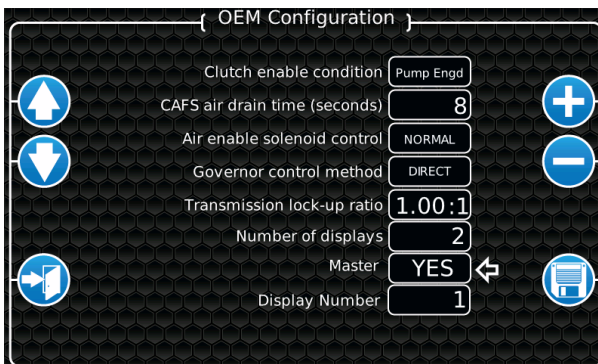 OEM Configuration
Clutch enable condition Pump Engd
CAFS air drain time (seconds) 8
Air enable solenoid control NORMAL
Governor control method DIRECT
Transmission lock-up ratio 1.00:1
Number of displays 2
Master YES
Display Number 1